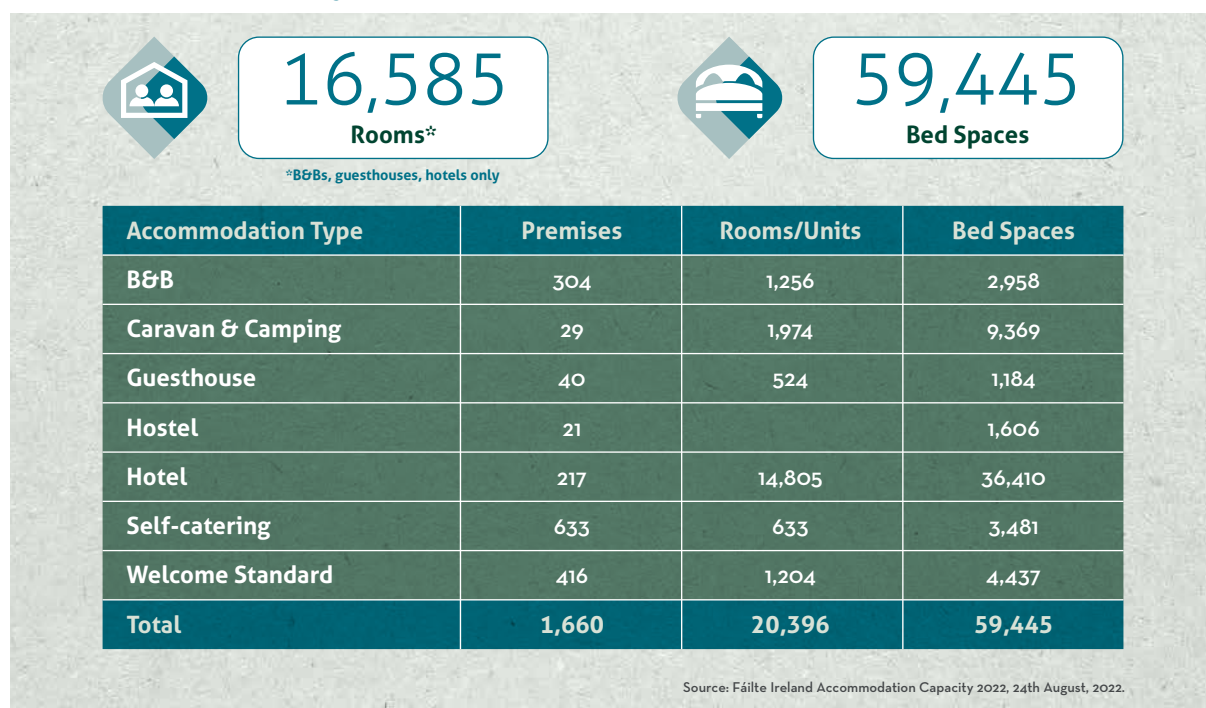 16,585
Rooms*
*B&Bs, guesthouses, hotels only
59,445
Bed Spaces
Accommodation Type Premises Rooms/Units Bed Spaces
B&B 304 1,256 2,958
Caravan & Camping 29 1,974 9,369
Guesthouse 40 524 1,184
Hostel 21 1,606
Hotel 217 14,805 36,410
Self-catering 633 633 3,481
Welcome Standard 416 1,204 4,437
Total 1,660 20,396 59,445
Source: Fáilte Ireland Accommodation Capacity 2022, 24th August, 2022.